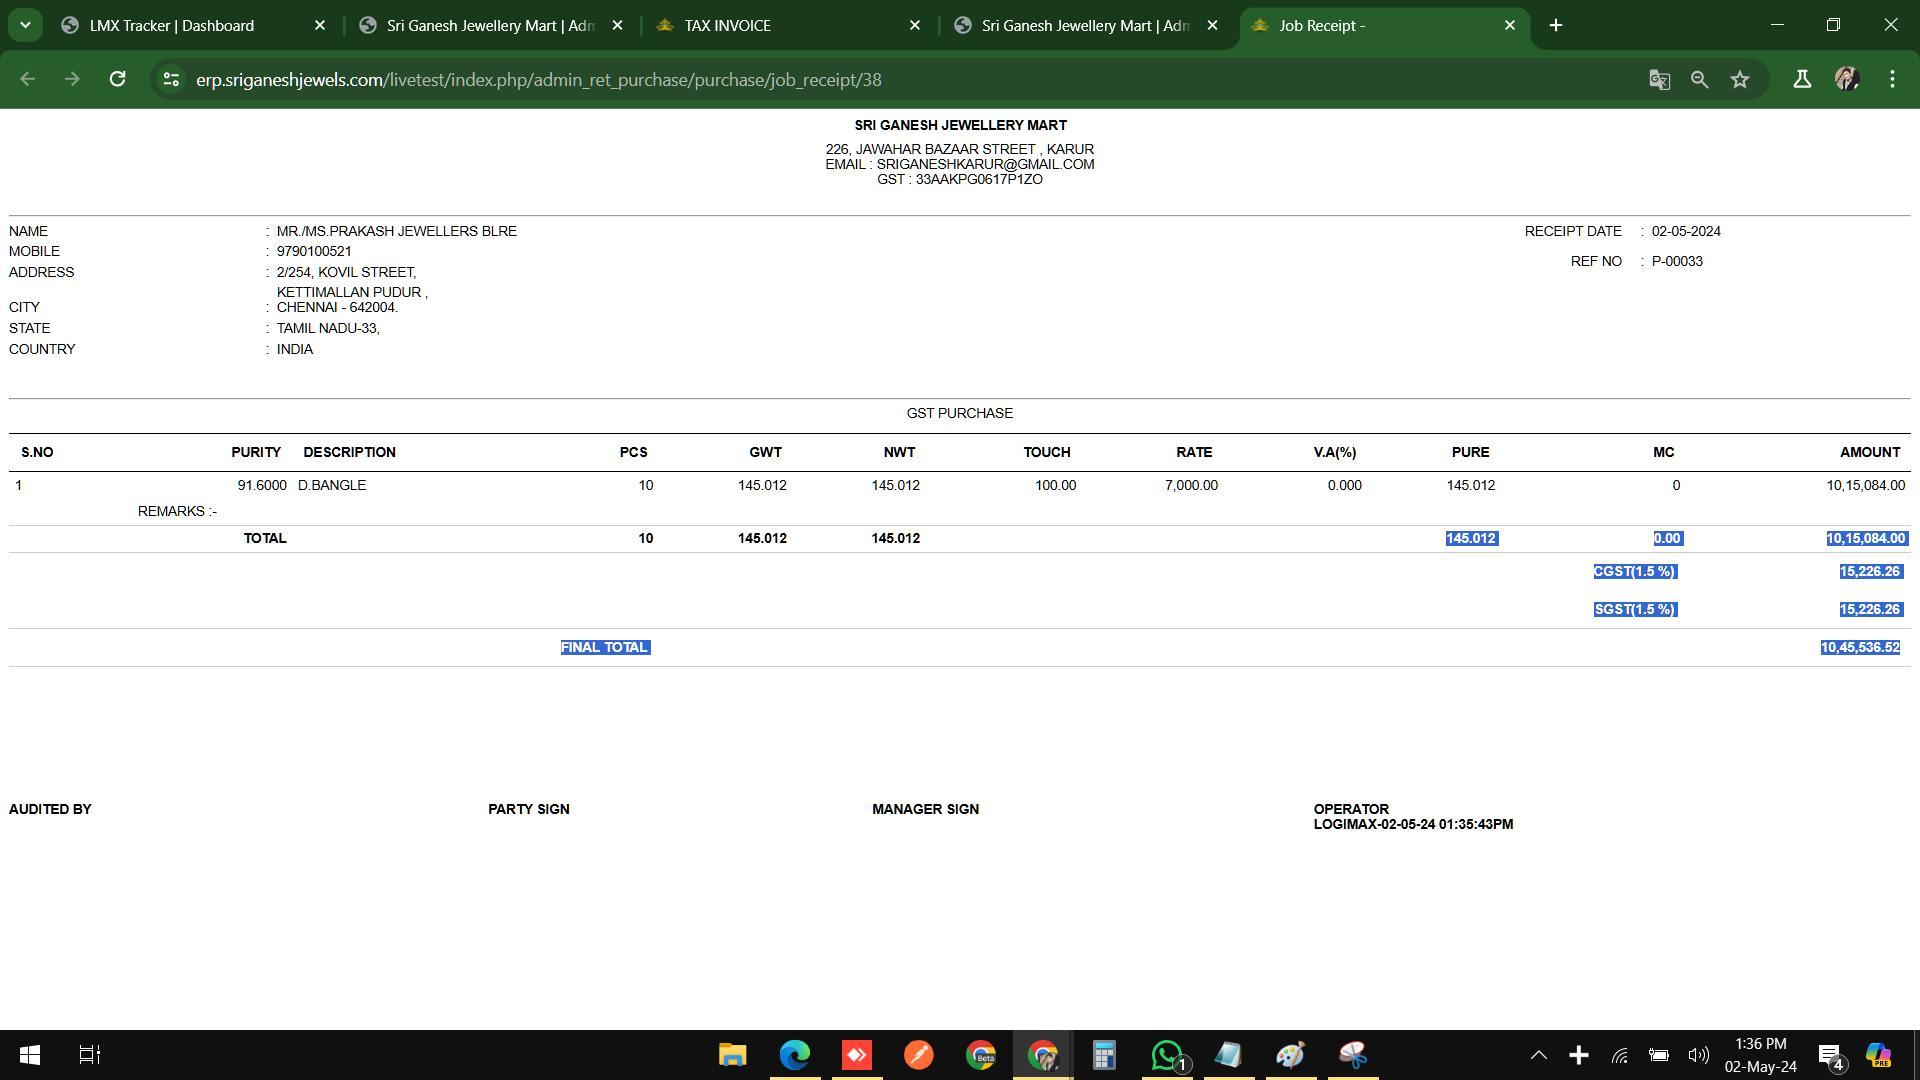 LMX Tracker | Dashboard
Sri Ganesh Jewellery Mart | Adm
TAX INVOICE
Sri Ganesh Jewellery Mart | Adm
Job Receipt -
erp.sriganeshjewels.com/livetest/index.php/admin_ret_purchase/purchase/job_receipt/38
SRI GANESH JEWELLERY MART
226, JAWAHAR BAZAAR STREET , KARUR
EMAIL : SRIGANESHKARUR@GMAIL.COM
GST : 33AAKPG0617P1ZO
NAME : MR./MS.PRAKASH JEWELLERS BLRE RECEIPT DATE : 02-05-2024
MOBILE : 9790100521
REF NO : P-00033
ADDRESS : 2/254, KOVIL STREET,
KETTIMALLAN PUDUR ,
CITY : CHENNAI - 642004.
STATE : TAMIL NADU-33,
COUNTRY : INDIA
GST PURCHASE
S.NO PURITY DESCRIPTION PCS GWT NWT TOUCH RATE V.A(%) PURE MC AMOUNT
1 91.6000 D.BANGLE 10 145.012 145.012 100.00 7,000.00 0.000 145.012 0 10,15,084.00
REMARKS :-
TOTAL 10 145.012 145.012 145.012 0.00 10,15,084.00
CGST(1.5 %) 15,226.26
SGST(1.5 %) 15,226.26
FINAL TOTAL 10,45,536.52
AUDITED BY PARTY SIGN MANAGER SIGN OPERATOR
LOGIMAX-02-05-24 01:35:43PM
Beta
1
1:36 PM
02-May-24
4
PRE